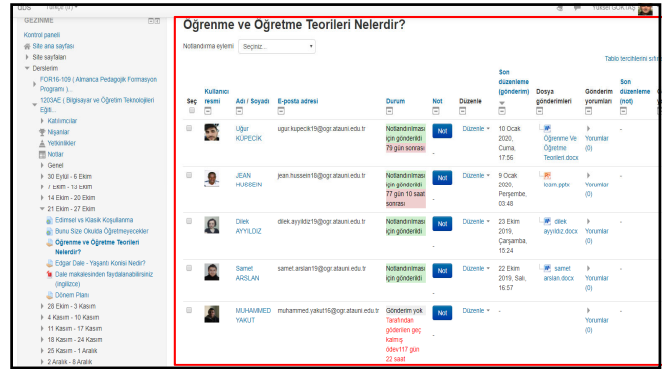 ODS Türkçe (tr) Yüksel GÖKTAŞ
GEZİNME
Kontrol paneli
Site ana sayfası
Site sayfaları
Derslerim
FOR16-109 ( Almanca Pedagojik Formasyon
Programı )...
1203AE ( Bilgisayar ve Öğretim Teknolojileri
Eğit...
Katılımcılar
Nişanlar
Yetkinlikler
Notlar
Genel
30 Eylül - 6 Ekim
7 Ekim - 13 Ekim
14 Ekim - 20 Ekim
21 Ekim - 27 Ekim
Edimsel vs Klasik Koşullanma
Bunu Size Okulda Öğretmeyecekler
Öğrenme ve Öğretme Teorileri
Nelerdir?
Edgar Dale - Yaşantı Konisi Nedir?
Dale makalesinden faydalanabilirsiniz
(ingilizce)
Dönem Planı
28 Ekim - 3 Kasım
4 Kasım - 10 Kasım
11 Kasım - 17 Kasım
18 Kasım - 24 Kasım
25 Kasım - 1 Aralık
2 Aralık - 8 Aralık
Öğrenme ve Öğretme Teorileri Nelerdir?
Notlandırma eylemi Seçiniz...
Tablo tercihlerini sıfırla
Seç
Kullanıcı
resmi
Adı / Soyadı
E-posta adresi
Durum
Not
Düzenle
Son
düzenleme
(gönderim)
Dosya
gönderimleri
Gönderim
yorumları
Son
düzenleme
(not)
Uğur
KÜPECİK
ugur.kupecik19@ogr.atauni.edu.tr
Notlandırılması
için gönderildi
79 gün sonrası
Not
-
Düzenle
10 Ocak
2020,
Cuma,
17:56
Öğrenme Ve
Öğretme
Teorileri.docx
Yorumlar
(0)
-
JEAN
HUSSEIN
jean.hussein18@ogr.atauni.edu.tr
Notlandırılması
için gönderildi
77 gün 10 saat
sonrası
Not
-
Düzenle
9 Ocak
2020,
Perşembe,
03:48
team.pptx
Yorumlar
(0)
-
Dilek
AYYILDIZ
dilek.ayyildiz19@ogr.atauni.edu.tr
Notlandırılması
için gönderildi
Not
-
Düzenle
23 Ekim
2019,
Çarşamba,
15:24
dilek
ayyıldız.docx
Yorumlar
(0)
-
Samet
ARSLAN
samet.arslan19@ogr.atauni.edu.tr
Notlandırılması
için gönderildi
Not
-
Düzenle
22 Ekim
2019, Salı,
16:57
samet
arslan.docx
Yorumlar
(0)
-
MUHAMMED
YAKUT
muhammed.yakut16@ogr.atauni.edu.tr
Gönderim yok
Tarafından
gödeirlen geç
kalmış
ödev117 gün
22 saat
Not
-
Düzenle
-
Yorumlar
(0)
-